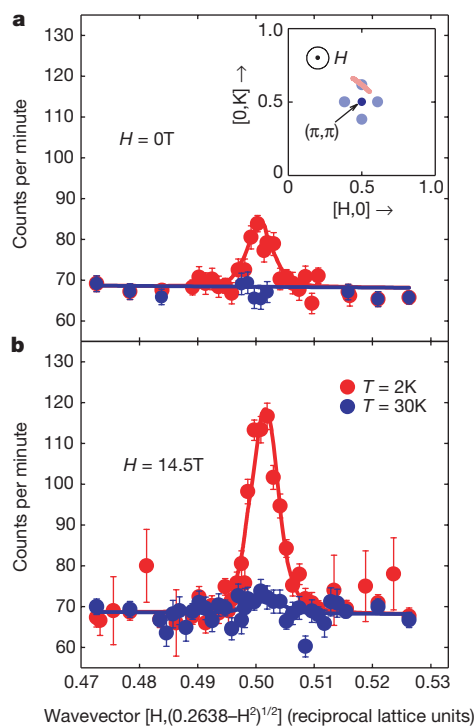 a
130
120
110
100
90
80
70
60
Counts per minute
H = 0T
1.0
0.5
0
0
0.5
1.0
[0,K] →
[H,0] →
H
(π,π)
b
130
120
110
100
90
80
70
60
Counts per minute
H = 14.5T
T = 2K
T = 30K
0.47 0.48 0.49 0.50 0.51 0.52 0.53
Wavevector [H,(0.2638–H²)¹/²] (reciprocal lattice units)